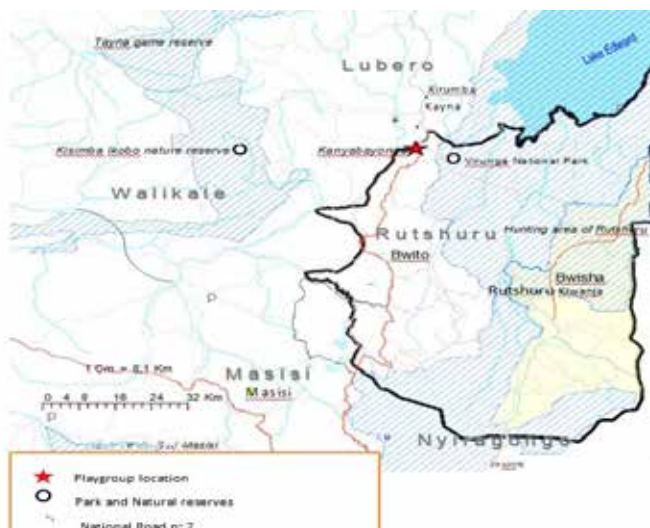 Tayna game reserve
Lake Edward
Lubero
Kirumba
Kayna
Kisimba Ikobo nature reserve
Kanyabayonga
Virunga National Park
Walikale
Rutshuru
Hunting area of Rutshuru
Bwito
Bwisha
Rutshuru Kiwanja
P
Masisi
Masisi
0 4 8 16 24 32 Km
P
Masisi
Nyiragongo
Playgroup location
Park and Natural reserves
National Road n° 2